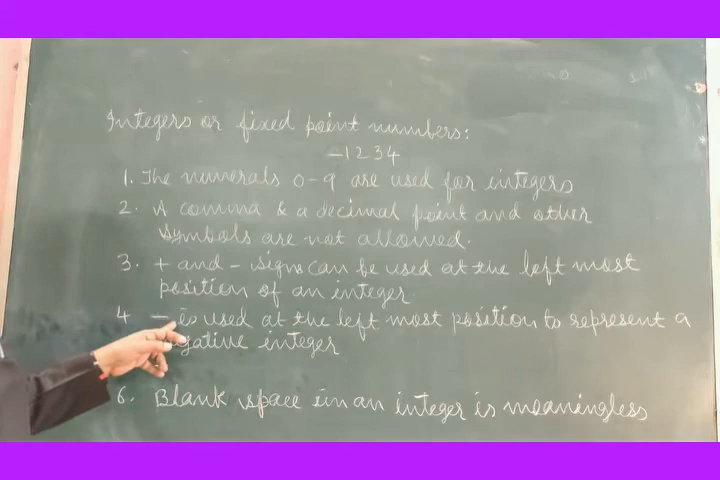 Integers or fixed point numbers:
-1234
1. The numerals 0-9 are used for integers
2. A comma & a decimal point and other
symbols are not allowed.
3. + and - signs can be used at the left most
position of an integer.
4 - is used at the left most position to represent a
gative integer
6. Blank space in an integer is meaningless